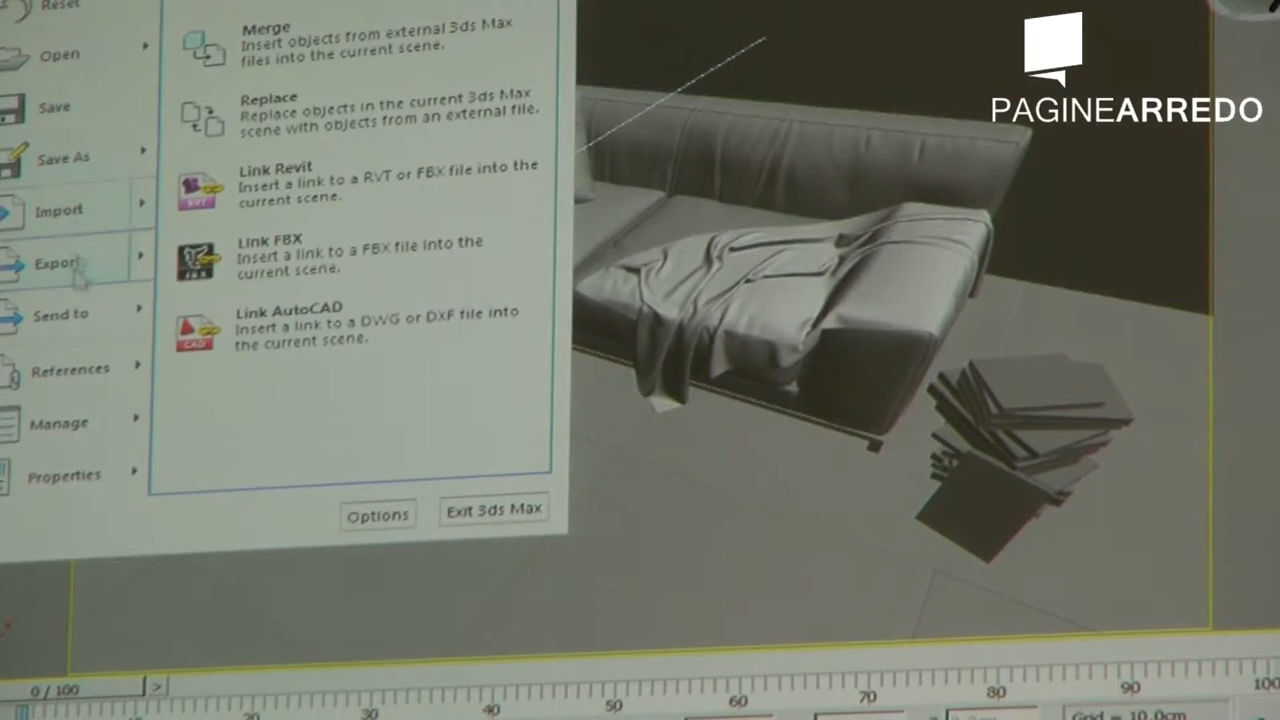 Reset
Open
Save
Save As
Import
Export
Send to
References
Manage
Properties
Merge
Insert objects from external 3ds Max
files into the current scene.
Replace
Replace objects in the current 3ds Max
scene with objects from an external file.
Link Revit
Insert a link to a RVT or FBX file into the
current scene.
Link FBX
Insert a link to a FBX file into the
current scene.
Link AutoCAD
Insert a link to a DWG or DXF file into
the current scene.
Options
Exit 3ds Max
PAGINEARREDO
0 / 100
>
20 30 40 50 60 70 80 90 100
Grid = 10.0cm